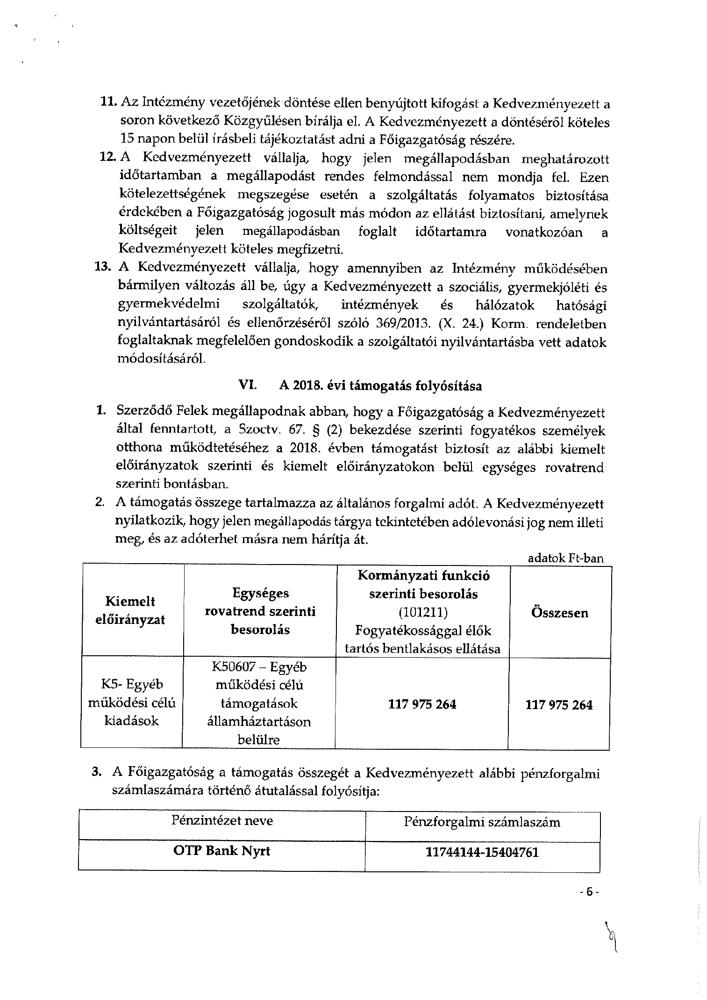 11. Az Intézmény vezetőjének döntése ellen benyújtott kifogást a Kedvezményezett a
soron következő Közgyűlésen bírálja el. A Kedvezményezett a döntéséről köteles
15 napon belül írásbeli tájékoztatást adni a Főigazgatóság részére.
12. A Kedvezményezett vállalja, hogy jelen megállapodásban meghatározott
időtartamban a megállapodást rendes felmondással nem mondja fel. Ezen
kötelezettségének megszegése esetén a szolgáltatás folyamatos biztosítása
érdekében a Főigazgatóság jogosult más módon az ellátást biztosítani, amelynek
költségeit jelen megállapodásban foglalt időtartamra vonatkozóan a
Kedvezményezett köteles megfizetni.
13. A Kedvezményezett vállalja, hogy amennyiben az Intézmény működésében
bármilyen változás áll be, úgy a Kedvezményezett a szociális, gyermekjóléti és
gyermekvédelmi szolgáltatók, intézmények és hálózatok hatósági
nyilvántartásáról és ellenőrzéséről szóló 369/2013. (X. 24.) Korm. rendeletben
foglaltaknak megfelelően gondoskodik a szolgáltatói nyilvántartásba vett adatok
módosításáról.
VI. A 2018. évi támogatás folyósítása
1. Szerződő Felek megállapodnak abban, hogy a Főigazgatóság a Kedvezményezett
által fenntartott, a Szoctv. 67. § (2) bekezdése szerinti fogyatékos személyek
otthona működtetéséhez a 2018. évben támogatást biztosít az alábbi kiemelt
előirányzatok szerinti és kiemelt előirányzatokon belül egységes rovatrend
szerinti bontásban.
2. A támogatás összege tartalmazza az általános forgalmi adót. A Kedvezményezett
nyilatkozik, hogy jelen megállapodás tárgya tekintetében adólevonási jog nem illeti
meg, és az adóterhet másra nem hárítja át.
adatok Ft-ban
Kiemelt
előirányzat
Egységes
rovatrend szerinti
besorolás
Kormányzati funkció
szerinti besorolás
(101211)
Fogyatékossággal élők
tartós bentlakásos ellátása
Összesen
K5- Egyéb
működési célú
kiadások
K50607 – Egyéb
működési célú
támogatások
államháztartáson
belülre
117 975 264
117 975 264
3. A Főigazgatóság a támogatás összegét a Kedvezményezett alábbi pénzforgalmi
számlaszámára történő átutalással folyósítja:
Pénzintézet neve
Pénzforgalmi számlaszám
OTP Bank Nyrt
11744144-15404761
- 6 -